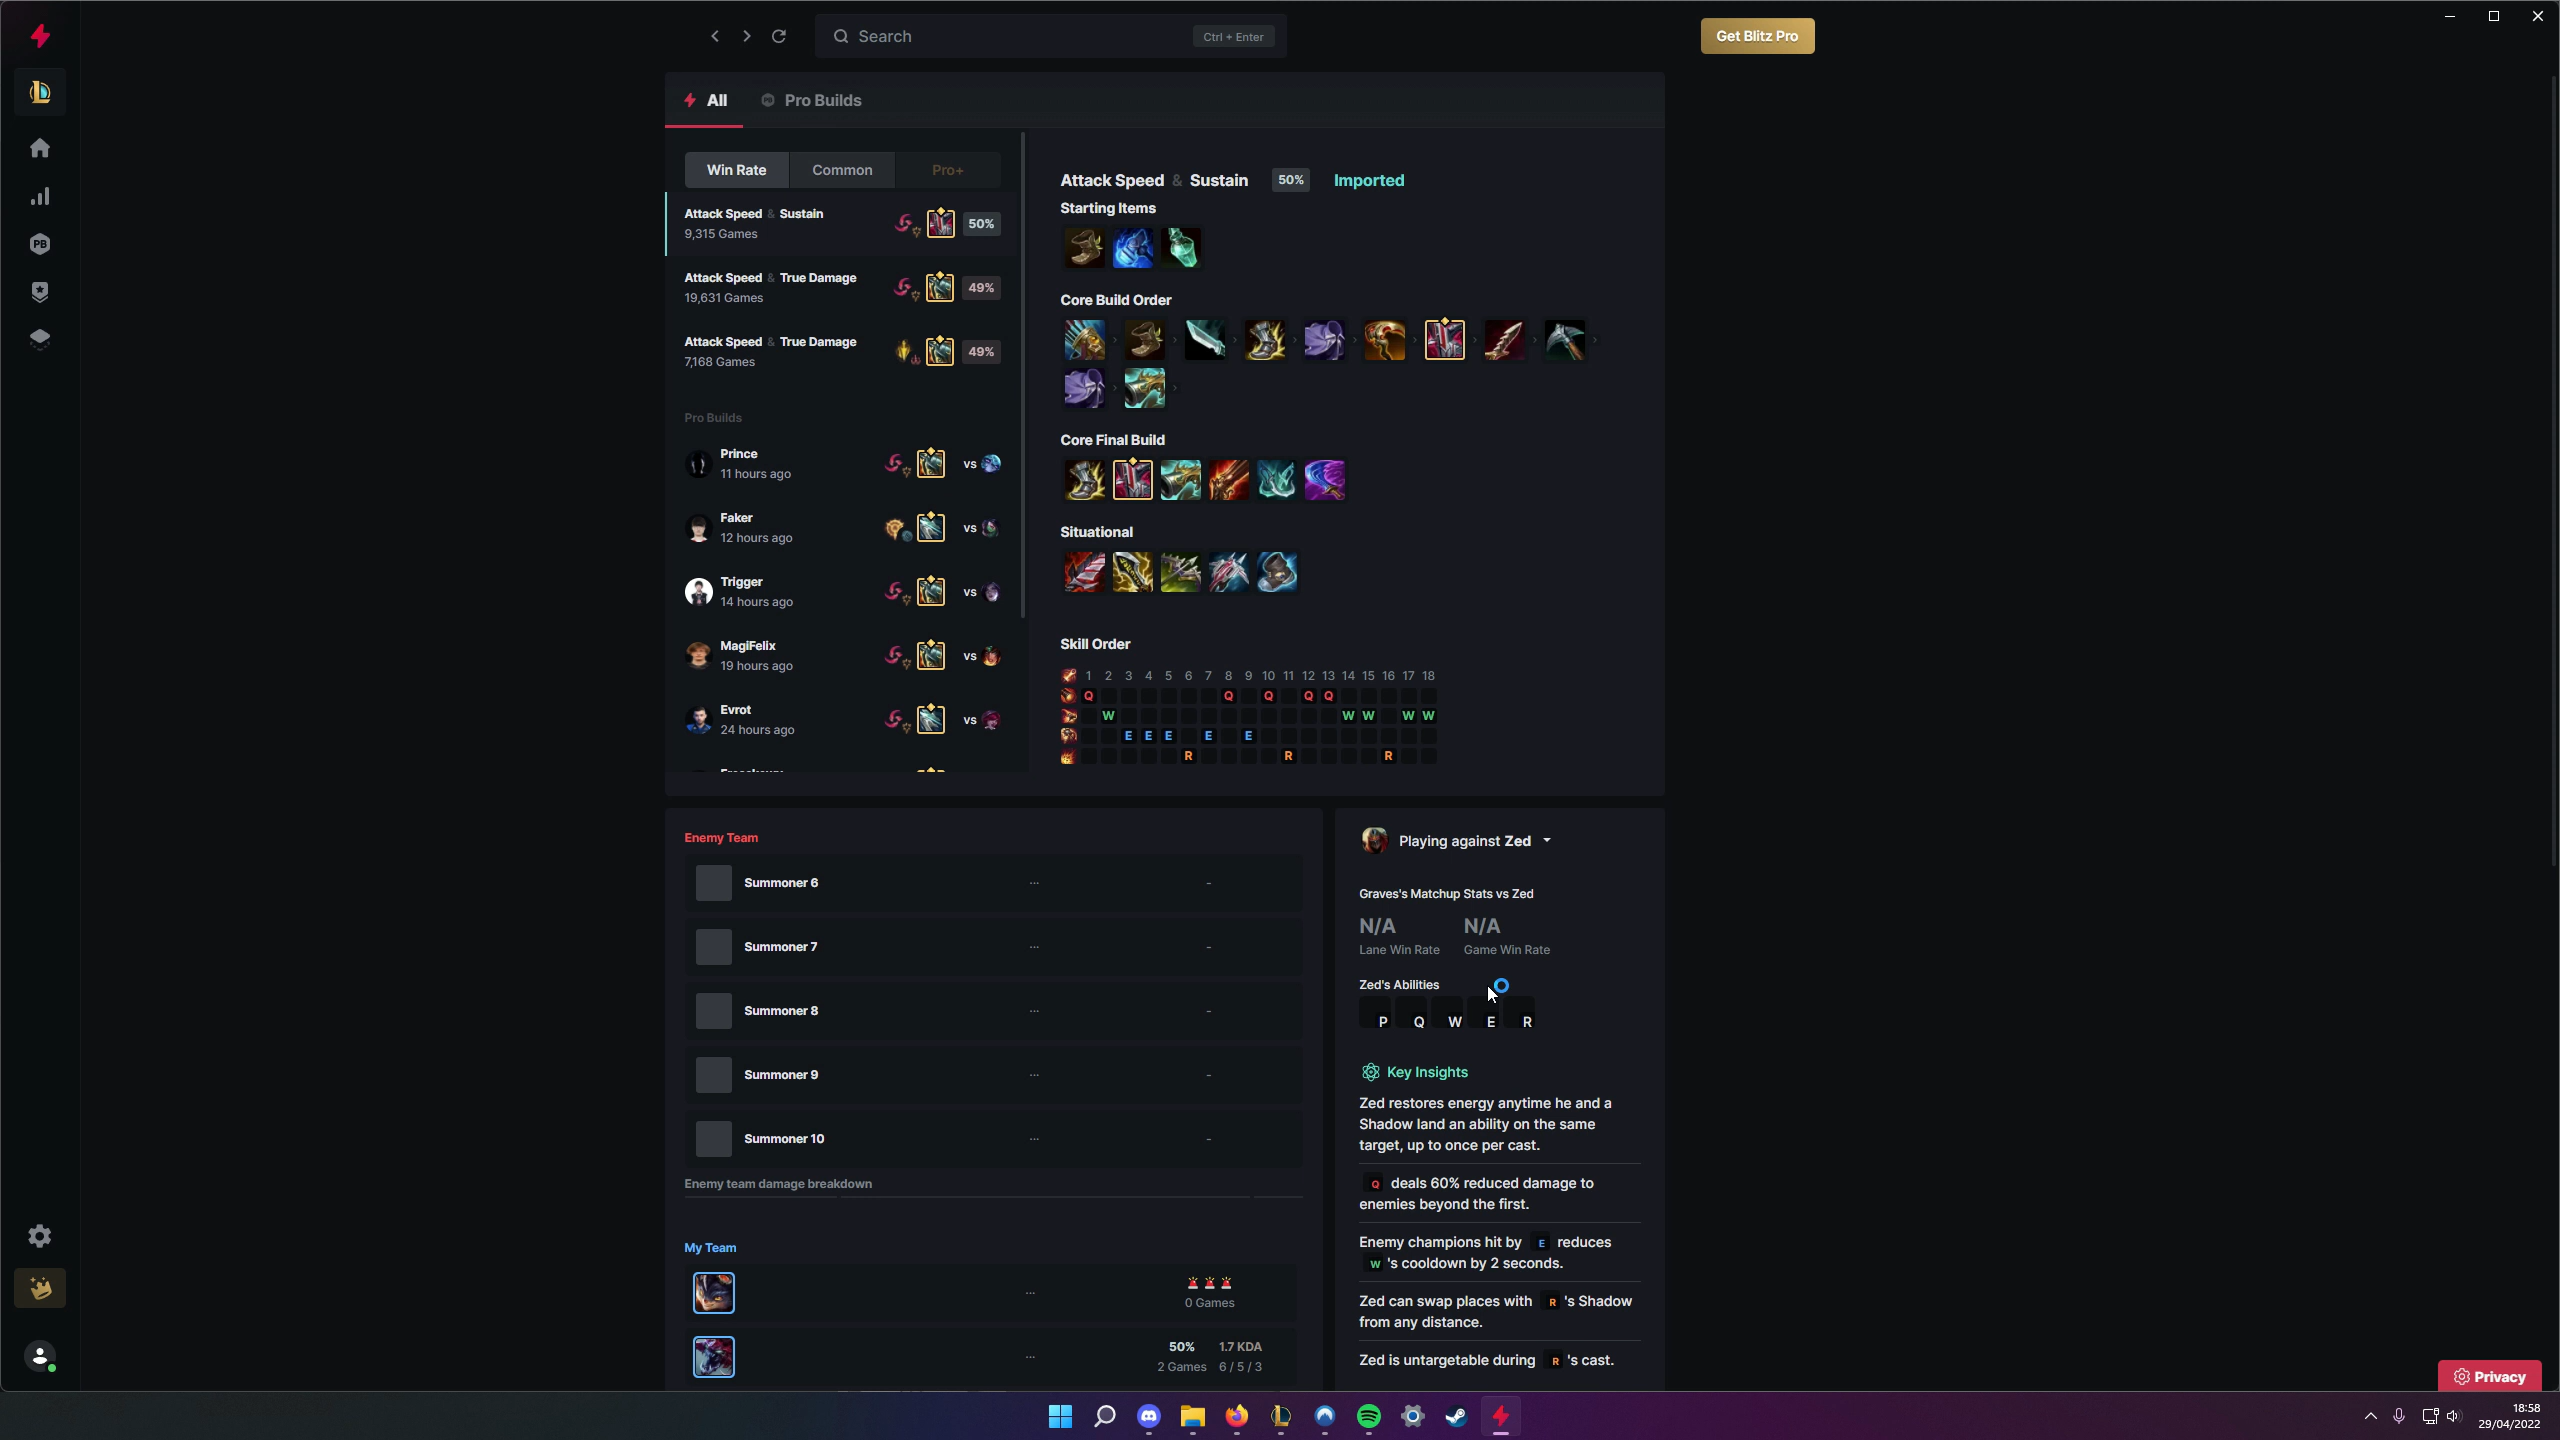 Search
Ctrl + Enter
Get Blitz Pro
All
Pro Builds
PB
Win Rate
Common
Pro+
Attack Speed & Sustain
9,315 Games
50%
Attack Speed & True Damage
19,631 Games
49%
Attack Speed & True Damage
7,168 Games
49%
Pro Builds
Prince
11 hours ago
vs
Faker
12 hours ago
vs
Trigger
14 hours ago
vs
MagiFelix
19 hours ago
vs
Evrot
24 hours ago
vs
Attack Speed & Sustain 50% Imported
Starting Items
Core Build Order
Core Final Build
Situational
Skill Order
1 2 3 4 5 6 7 8 9 10 11 12 13 14 15 16 17 18
Q Q Q Q Q
W W W W W
E E E E E
R R R
Enemy Team
Summoner 6 ... -
Summoner 7 ... -
Summoner 8 ... -
Summoner 9 ... -
Summoner 10 ... -
Enemy team damage breakdown
My Team
...
0 Games
...
50% 1.7 KDA
2 Games 6 / 5 / 3
Playing against Zed
Graves's Matchup Stats vs Zed
N/A N/A
Lane Win Rate Game Win Rate
Zed's Abilities
P Q W E R
Key Insights
Zed restores energy anytime he and a
Shadow land an ability on the same
target, up to once per cast.
Q deals 60% reduced damage to
enemies beyond the first.
Enemy champions hit by E reduces
W 's cooldown by 2 seconds.
Zed can swap places with R 's Shadow
from any distance.
Zed is untargetable during R 's cast.
Privacy
18:58
29/04/2022